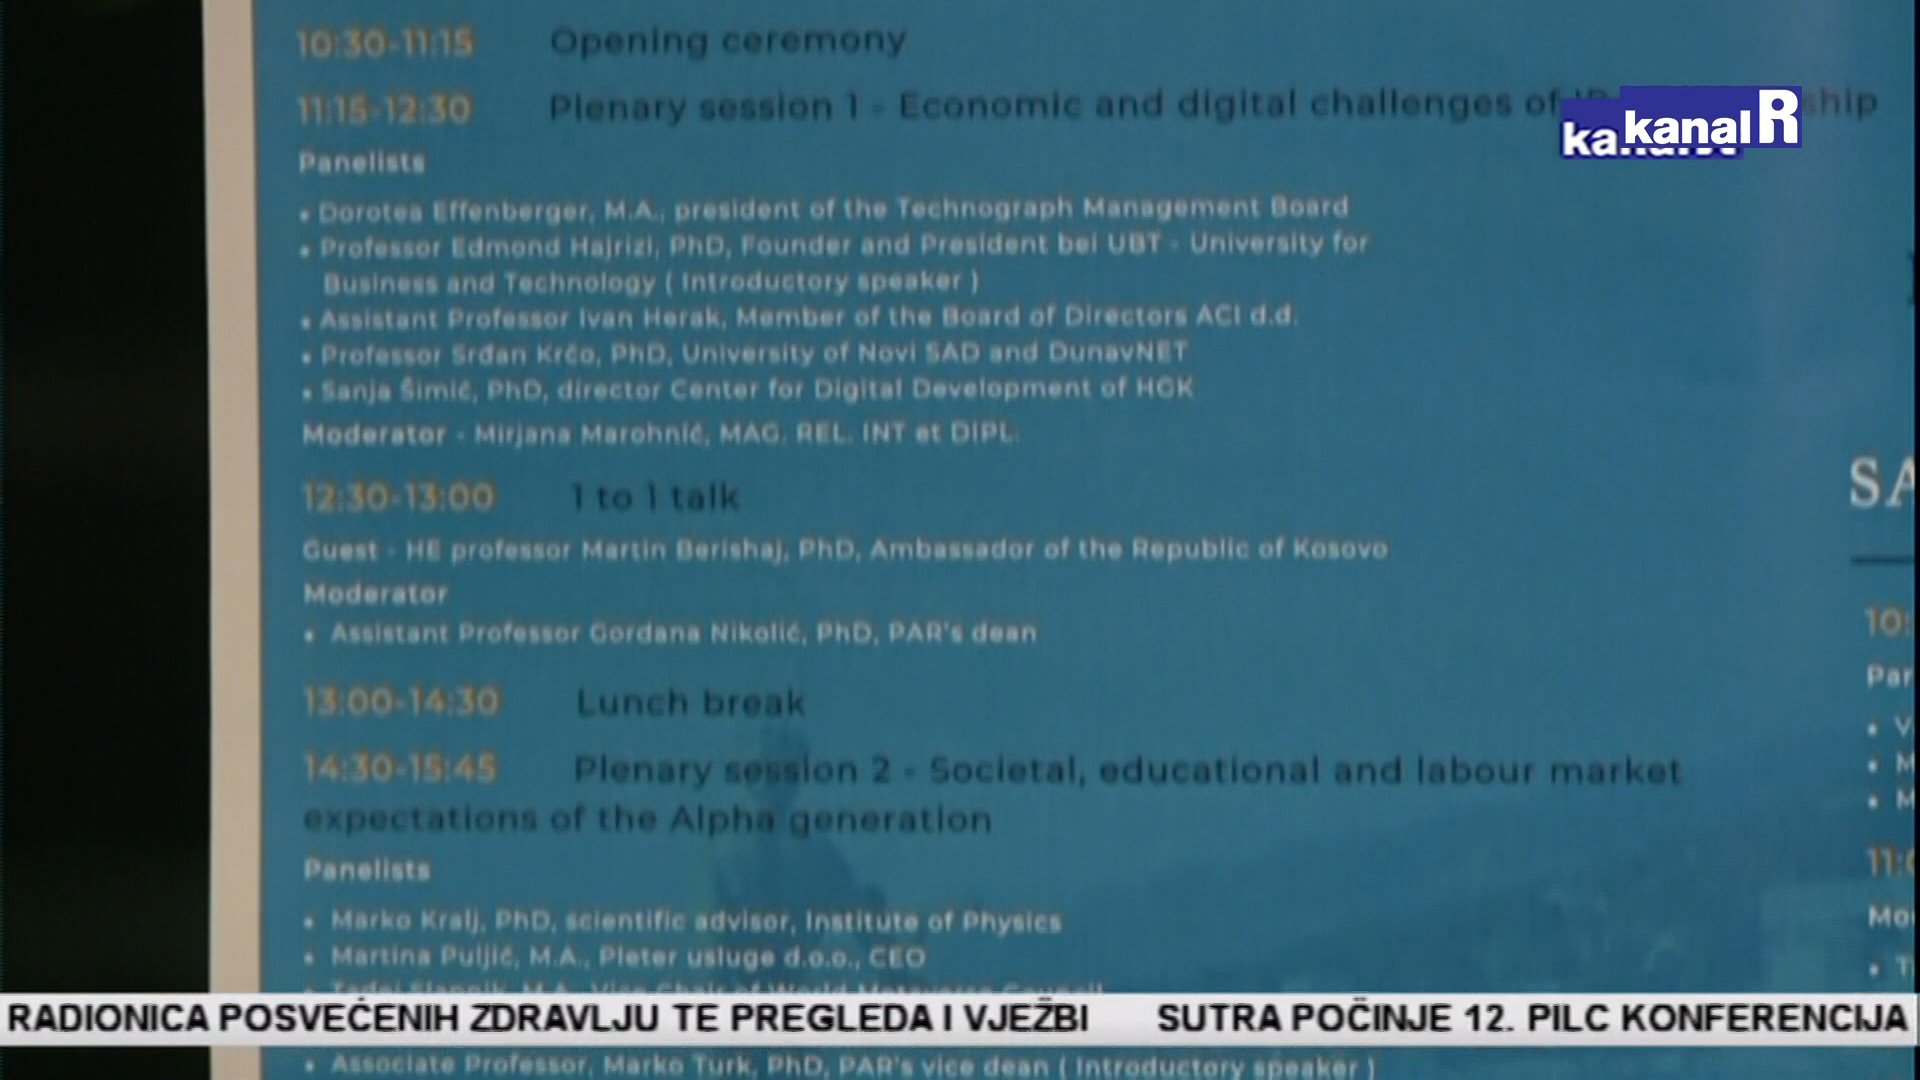 10:30-11:15 Opening ceremony
11:15-12:30 Plenary session 1 - Economic and digital challenges of
kanalR
Panelists
• Dorotea Effenberger, M.A., president of the Technograph Management Board
• Professor Edmond Hajrizi, PhD, Founder and President bei UBT - University for
Business and Technology ( Introductory speaker )
• Assistant Professor Ivan Herak, Member of the Board of Directors ACI d.d.
• Professor Srđan Krčo, PhD, University of Novi SAD and DunavNET
• Sanja Šimić, PhD, director Center for Digital Development of HGK
Moderator - Mirjana Marohnić, MAG. REL. INT et DIPL.
12:30-13:00 1 to 1 talk
Guest - HE professor Martin Berishaj, PhD, Ambassador of the Republic of Kosovo
Moderator
• Assistant Professor Gordana Nikolić, PhD, PAR's dean
13:00-14:30 Lunch break
14:30-15:45 Plenary session 2 - Societal, educational and labour market
expectations of the Alpha generation
Panelists
• Marko Kralj, PhD, scientific advisor, Institute of Physics
• Martina Puljić, M.A., Pleter usluge d.o.o., CEO
RADIONICA POSVEĆENIH ZDRAVLJU TE PREGLEDA I VJEŽBI SUTRA POČINJE 12. PILC KONFERENCIJA
• Associate Professor, Marko Turk, PhD, PAR's vice dean ( Introductory speaker )
SA
10:
Par
11:0
Mo